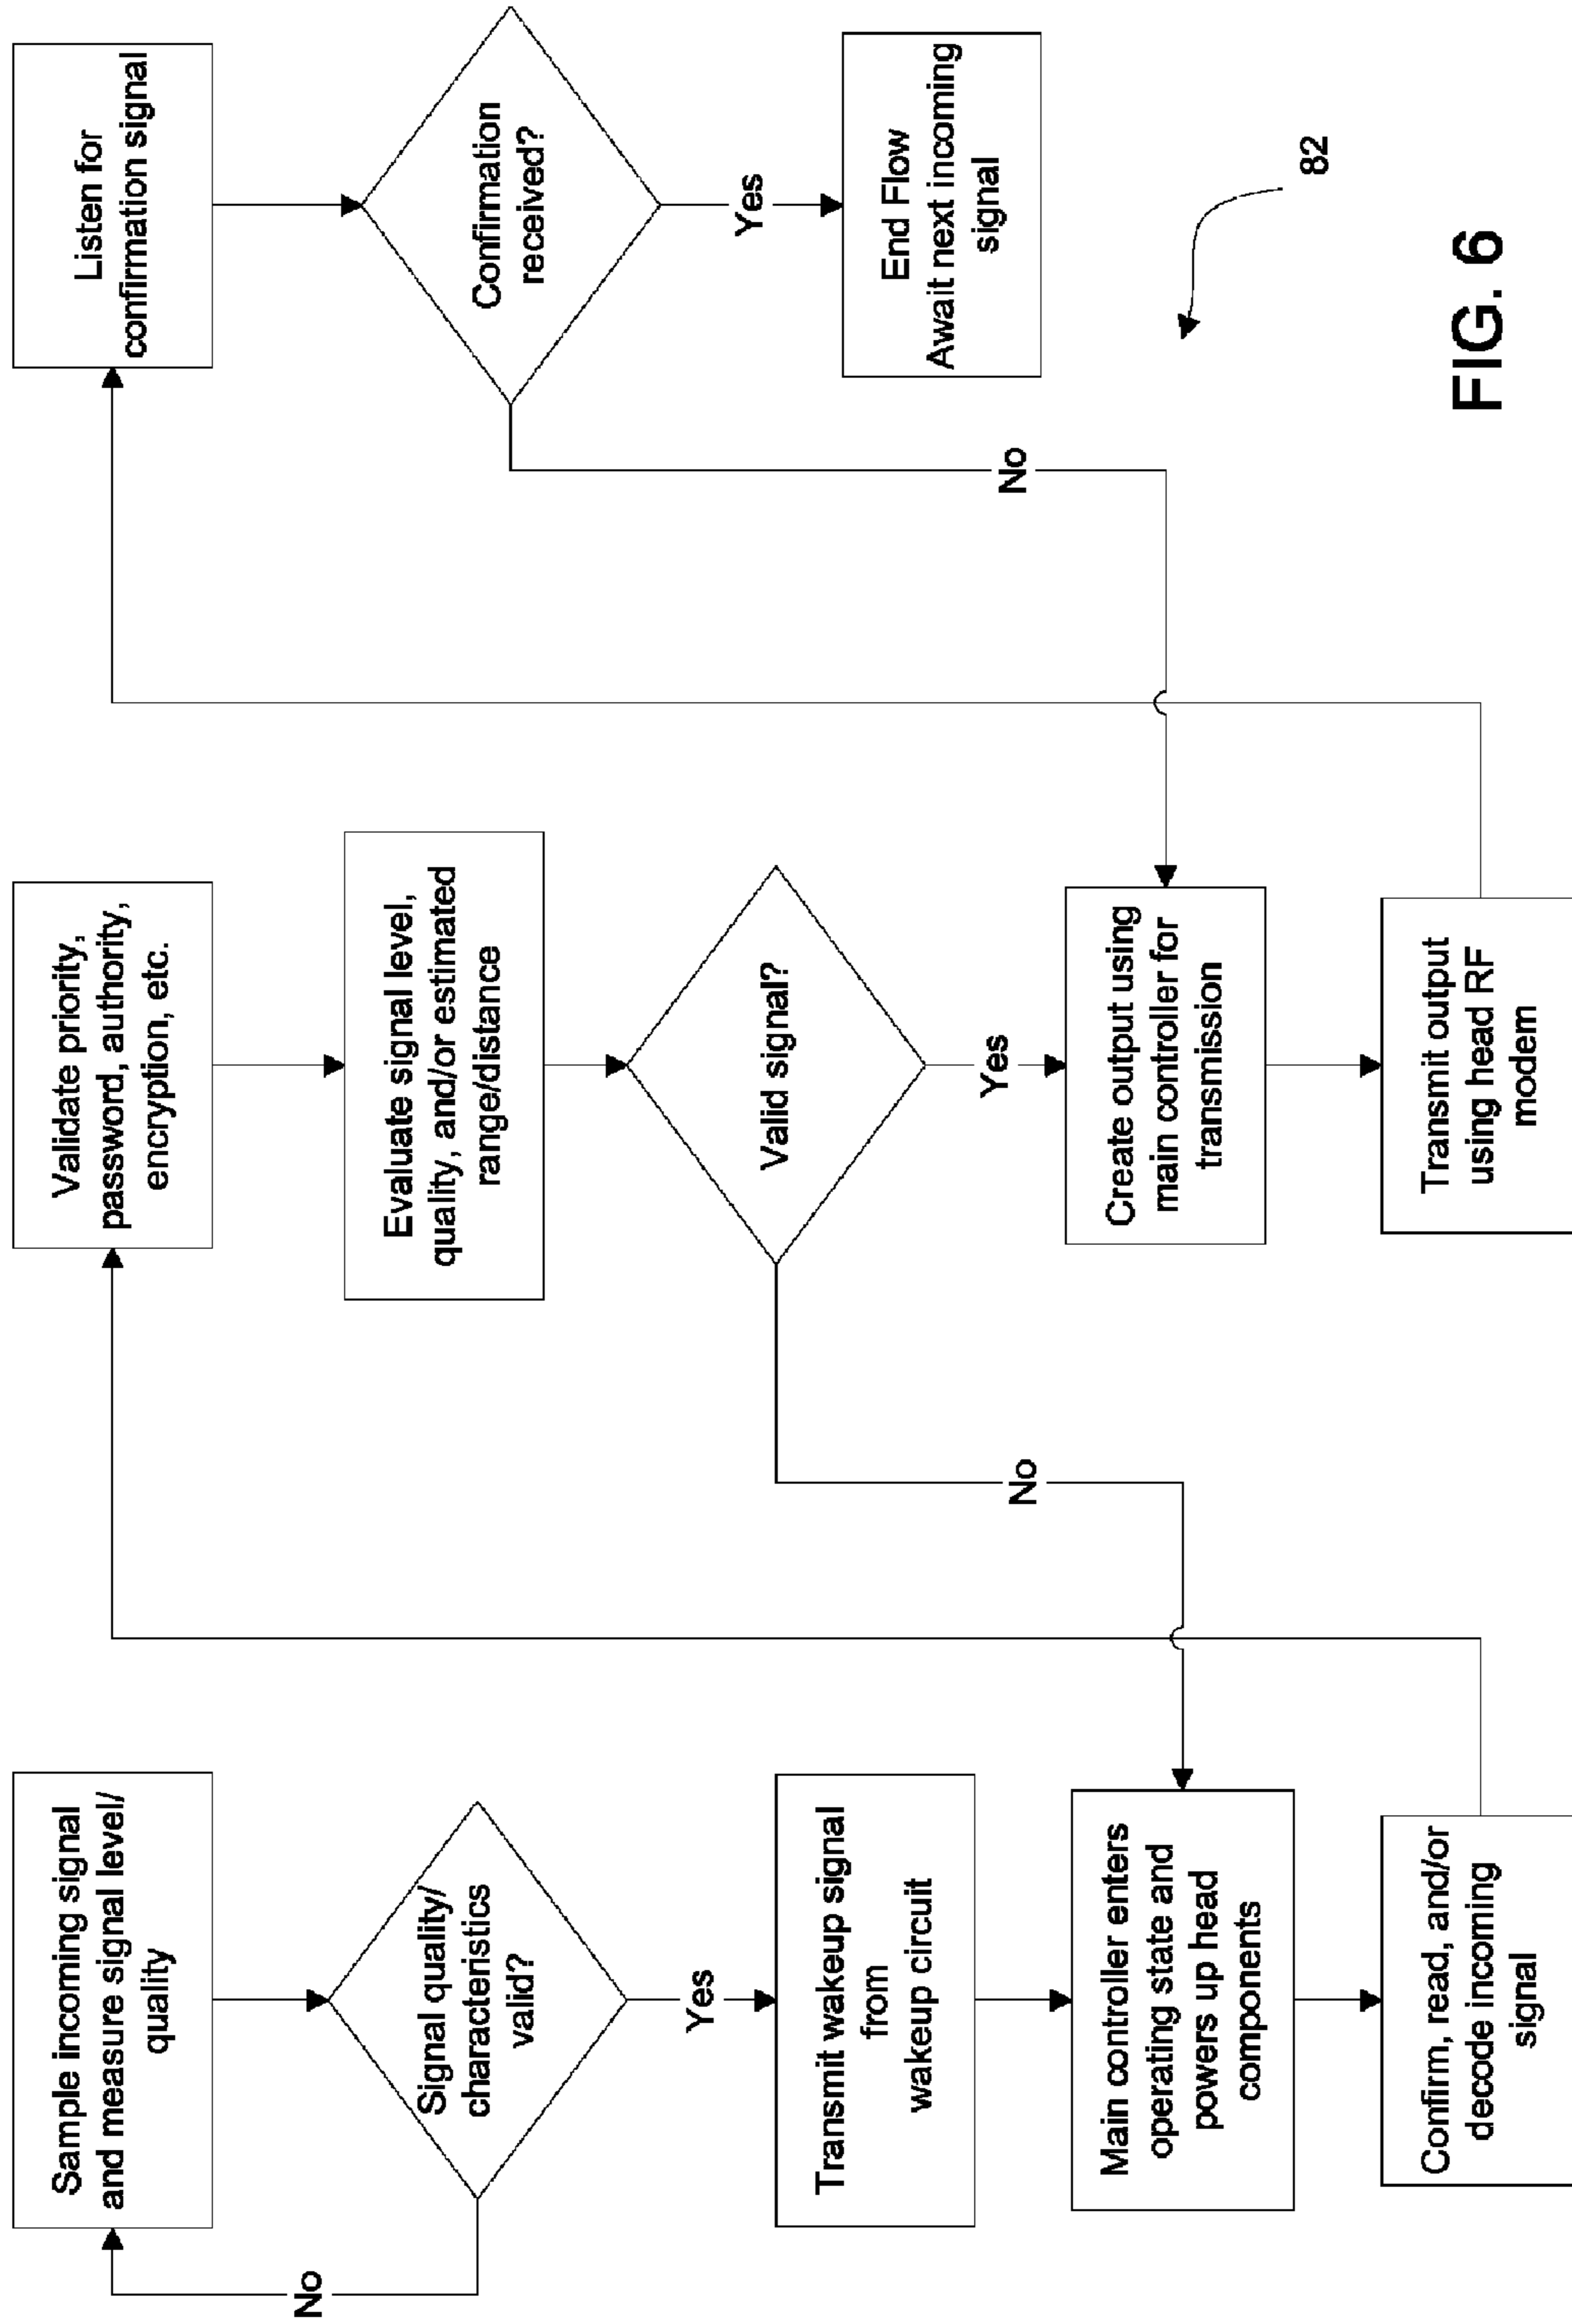 Sample incoming signal
and measure signal level/
quality
Signal quality/
characteristics
valid?
No
Yes
Transmit wakeup signal
from
wakeup circuit
Main controller enters
operating state and
powers up head
components
Confirm, read, and/or
decode incoming
signal
Validate priority,
password, authority,
encryption, etc.
Evaluate signal level,
quality, and/or estimated
range/distance
Valid signal?
No
Yes
Create output using
main controller for
transmission
Transmit output
using head RF
modem
Listen for
confirmation signal
Confirmation
received?
No
Yes
End Flow
Await next incoming
signal
82
FIG. 6